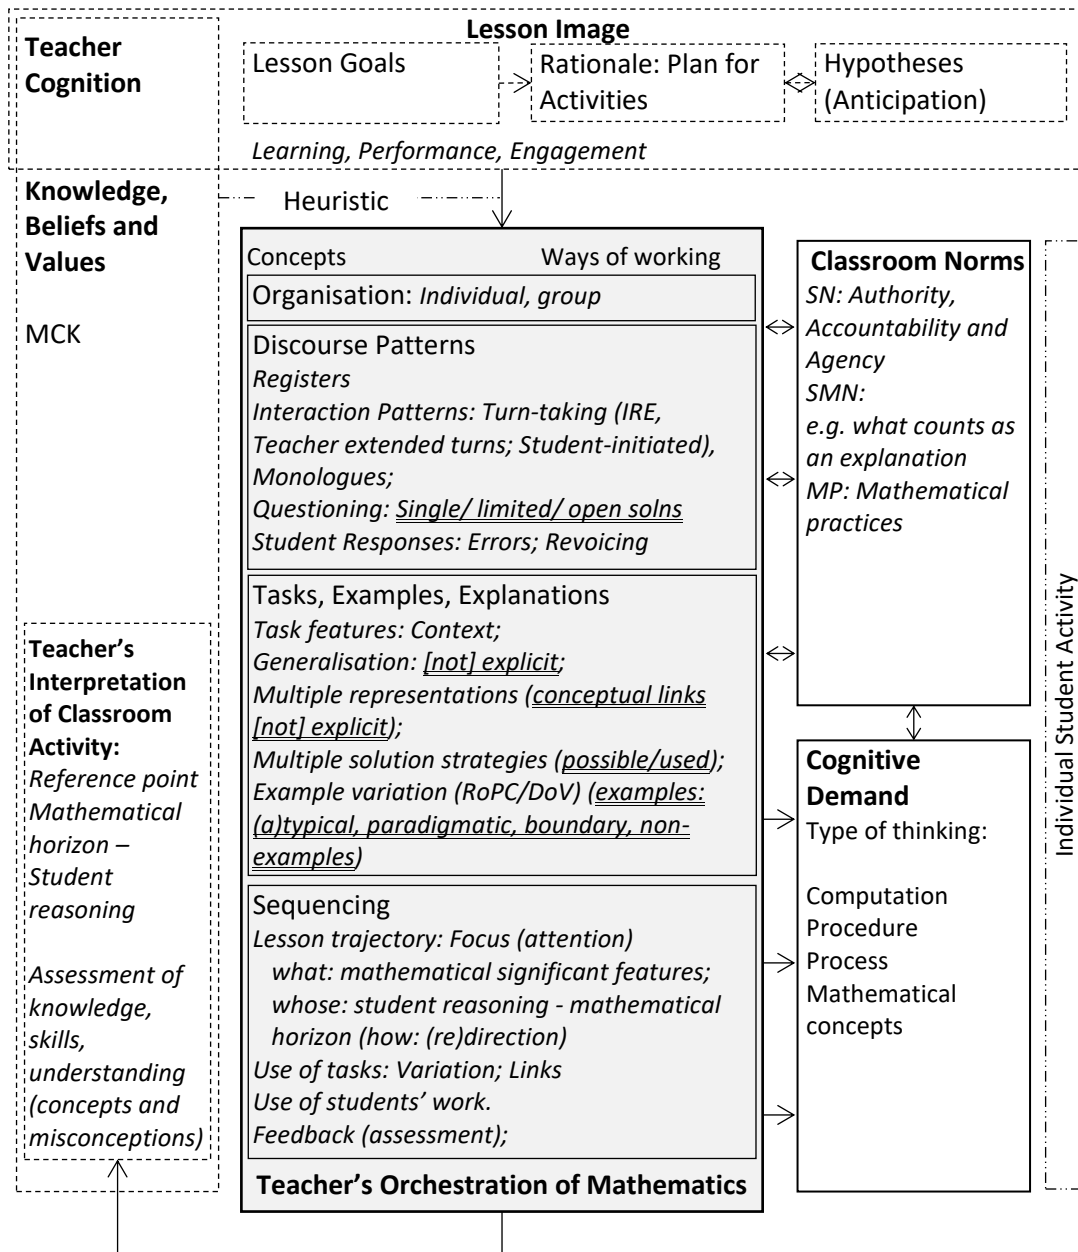 Lesson Image
Teacher
Cognition
Lesson Goals
Rationale: Plan for
Activities
Hypotheses
(Anticipation)
Learning, Performance, Engagement
Knowledge,
Beliefs and
Values
MCK
Heuristic
Concepts
Ways of working
Organisation: Individual, group
Discourse Patterns
Registers
Interaction Patterns: Turn-taking (IRE,
Teacher extended turns; Student-initiated),
Monologues;
Questioning: Single/ limited/ open solns
Student Responses: Errors; Revoicing
Tasks, Examples, Explanations
Task features: Context;
Generalisation: [not] explicit;
Multiple representations (conceptual links
[not] explicit);
Multiple solution strategies (possible/used);
Example variation (RoPC/DoV) (examples:
(a)typical, paradigmatic, boundary, non-
examples)
Sequencing
Lesson trajectory: Focus (attention)
what: mathematical significant features;
whose: student reasoning - mathematical
horizon (how: (re)direction)
Use of tasks: Variation; Links
Use of students’ work.
Feedback (assessment);
Teacher’s Orchestration of Mathematics
Classroom Norms
SN: Authority,
Accountability and
Agency
SMN:
e.g. what counts as
an explanation
MP: Mathematical
practices
Cognitive
Demand
Type of thinking:
Computation
Procedure
Process
Mathematical
concepts
Individual Student Activity
Teacher’s
Interpretation
of Classroom
Activity:
Reference point
Mathematical
horizon –
Student
reasoning
Assessment of
knowledge,
skills,
understanding
(concepts and
misconceptions)